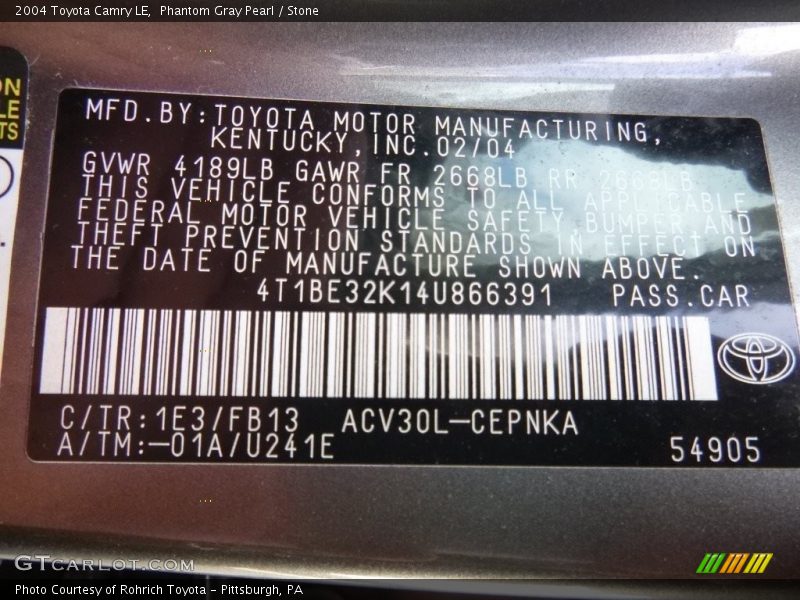 2004 Toyota Camry LE,  Phantom Gray Pearl / Stone
ON
LE
TS
MFD.BY:TOYOTA MOTOR MANUFACTURING,
KENTUCKY,INC.02/04
GVWR 4189LB GAWR FR 2668LB RR 2668LB
THIS VEHICLE CONFORMS TO ALL APPLICABLE
FEDERAL MOTOR VEHICLE SAFETY BUMPER,AND
THEFT PREVENTION STANDARDS IN EFFECT ON
THE DATE OF MANUFACTURE SHOWN ABOVE.
4T1BE32K14U866391 PASS.CAR
C/TR:1E3/FB13 ACV30L-CEPNKA
A/TM:-01A/U241E 54905
GTCARLOT.COM
Photo Courtesy of Rohrich Toyota - Pittsburgh, PA